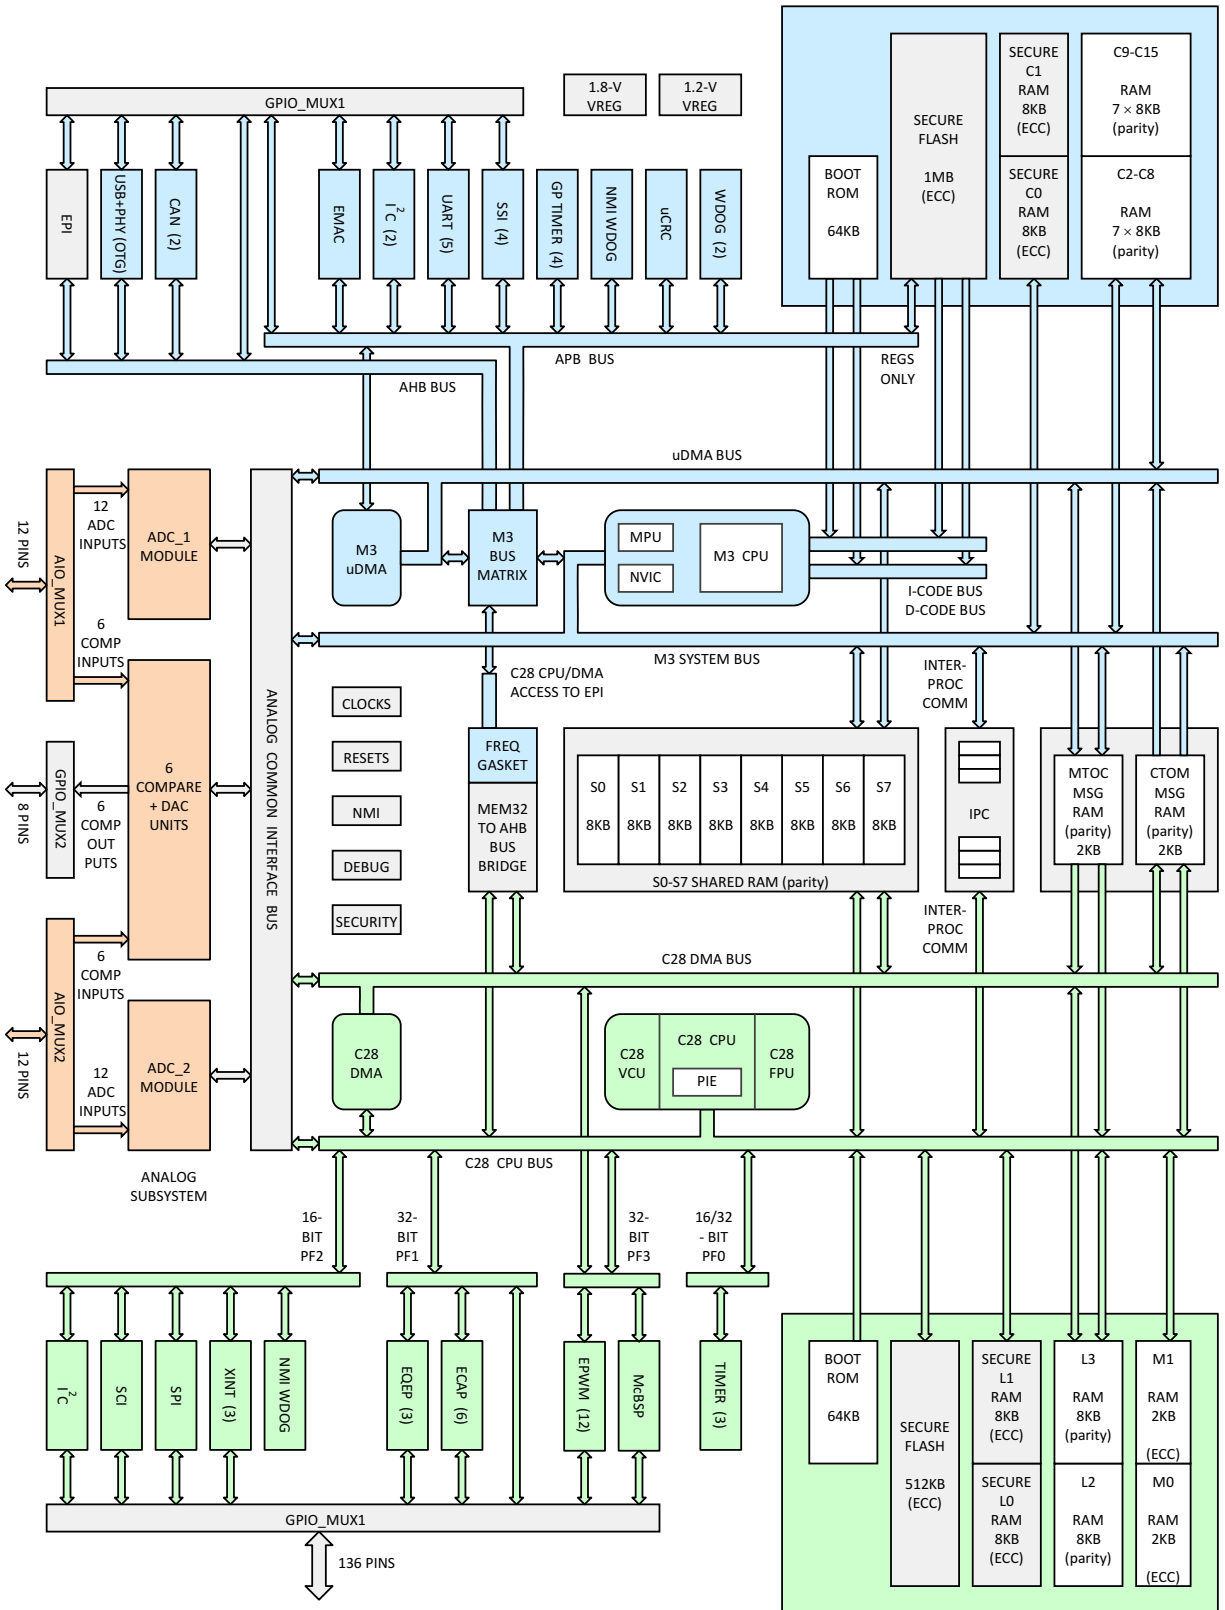 GPIO_MUX1
1.8-V
VREG
1.2-V
VREG
EPI
USB+PHY (OTG)
CAN (2)
EMAC
I2C (2)
UART (5)
SSI (4)
GP TIMER (4)
NMI WDOG
uCRC
WDOG (2)
BOOT
ROM
64KB
SECURE
FLASH
1MB
(ECC)
SECURE
C1
RAM
8KB
(ECC)
SECURE
C0
RAM
8KB
(ECC)
C9-C15
RAM
7 × 8KB
(parity)
C2-C8
RAM
7 × 8KB
(parity)
APB BUS
AHB BUS
REGS
ONLY
uDMA BUS
12 PINS
AIO_MUX1
12
ADC
INPUTS
ADC_1
MODULE
6
COMP
INPUTS
M3
uDMA
M3
BUS
MATRIX
MPU
NVIC
M3 CPU
I-CODE BUS
D-CODE BUS
M3 SYSTEM BUS
C28 CPU/DMA
ACCESS TO EPI
INTER-
PROC
COMM
ANALOG COMMON INTERFACE BUS
CLOCKS
RESETS
NMI
DEBUG
SECURITY
8 PINS
GPIO_MUX2
6
COMP
OUT
PUTS
6
COMPARE
+ DAC
UNITS
FREQ
GASKET
MEM32
TO AHB
BUS
BRIDGE
S0
8KB
S1
8KB
S2
8KB
S3
8KB
S4
8KB
S5
8KB
S6
8KB
S7
8KB
S0-S7 SHARED RAM (parity)
IPC
MTOC
MSG
RAM
(parity)
2KB
CTOM
MSG
RAM
(parity)
2KB
INTER-
PROC
COMM
6
COMP
INPUTS
12 PINS
AIO_MUX2
12
ADC
INPUTS
ADC_2
MODULE
C28 DMA BUS
C28
DMA
C28
VCU
C28 CPU
PIE
C28
FPU
C28 CPU BUS
ANALOG
SUBSYSTEM
16-
BIT
PF2
32-
BIT
PF1
32-
BIT
PF3
16/32
- BIT
PF0
I2C
SCI
SPI
XINT (3)
NMI WDOG
EQEP (3)
ECAP (6)
EPWM (12)
McBSP
TIMER (3)
BOOT
ROM
64KB
SECURE
FLASH
512KB
(ECC)
SECURE
L1
RAM
8KB
(ECC)
SECURE
L0
RAM
8KB
(ECC)
L3
RAM
8KB
(parity)
L2
RAM
8KB
(parity)
M1
RAM
2KB
(ECC)
M0
RAM
2KB
(ECC)
GPIO_MUX1
136 PINS